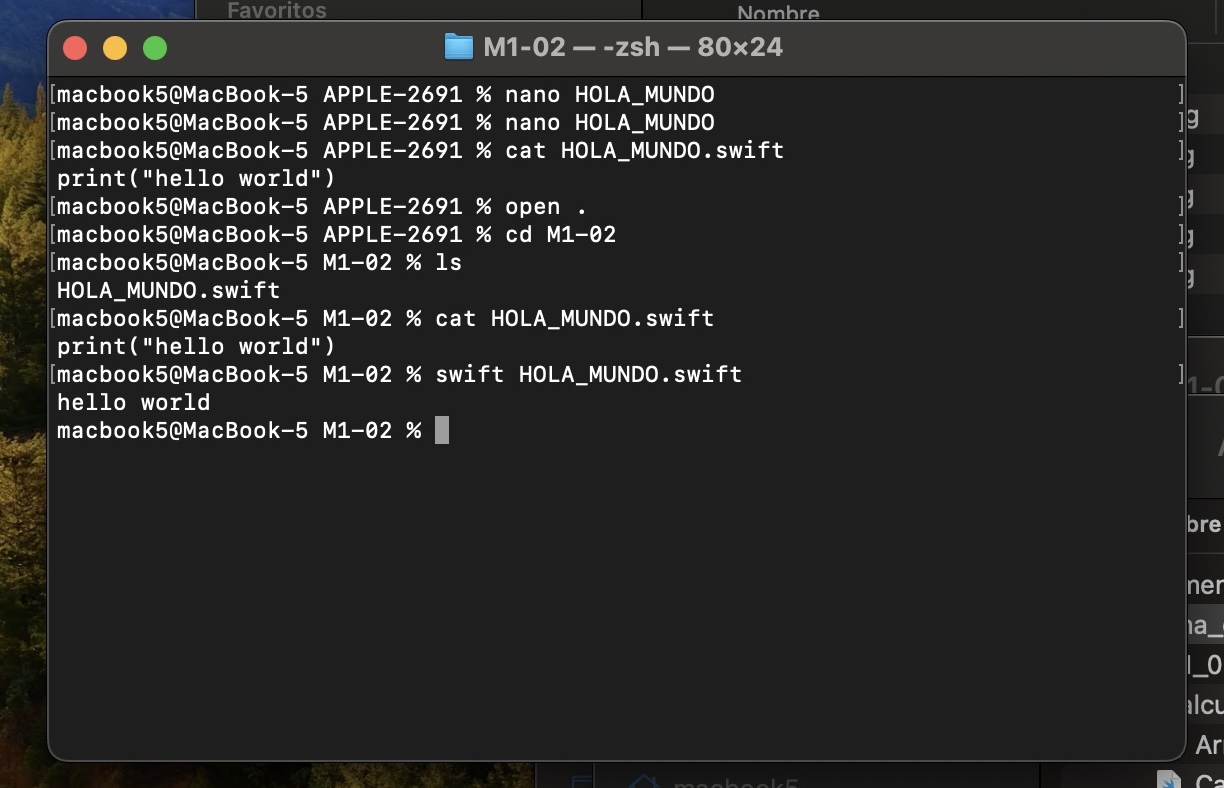 Favoritos
Nombre
M1-02 — -zsh — 80×24
[macbook5@MacBook-5 APPLE-2691 % nano HOLA_MUNDO ]
[macbook5@MacBook-5 APPLE-2691 % nano HOLA_MUNDO ]
[macbook5@MacBook-5 APPLE-2691 % cat HOLA_MUNDO.swift ]
print("hello world")
[macbook5@MacBook-5 APPLE-2691 % open . ]
[macbook5@MacBook-5 APPLE-2691 % cd M1-02 ]
[macbook5@MacBook-5 M1-02 % ls ]
HOLA_MUNDO.swift
[macbook5@MacBook-5 M1-02 % cat HOLA_MUNDO.swift ]
print("hello world")
[macbook5@MacBook-5 M1-02 % swift HOLA_MUNDO.swift ]
hello world
macbook5@MacBook-5 M1-02 %
macbook5